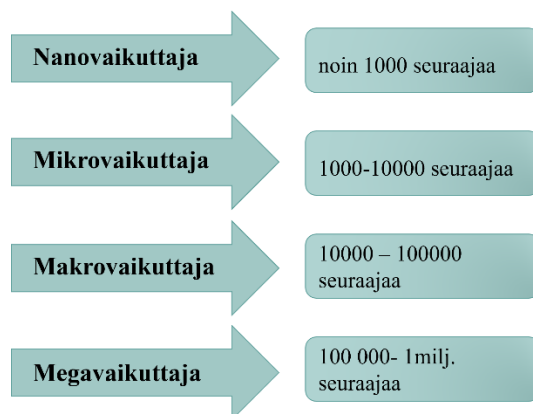 Nanovaikuttaja
noin 1000 seuraajaa
Mikrovaikuttaja
1000-10000 seuraajaa
Makrovaikuttaja
10000 – 100000
seuraajaa
Megavaikuttaja
100 000- 1milj.
seuraajaa